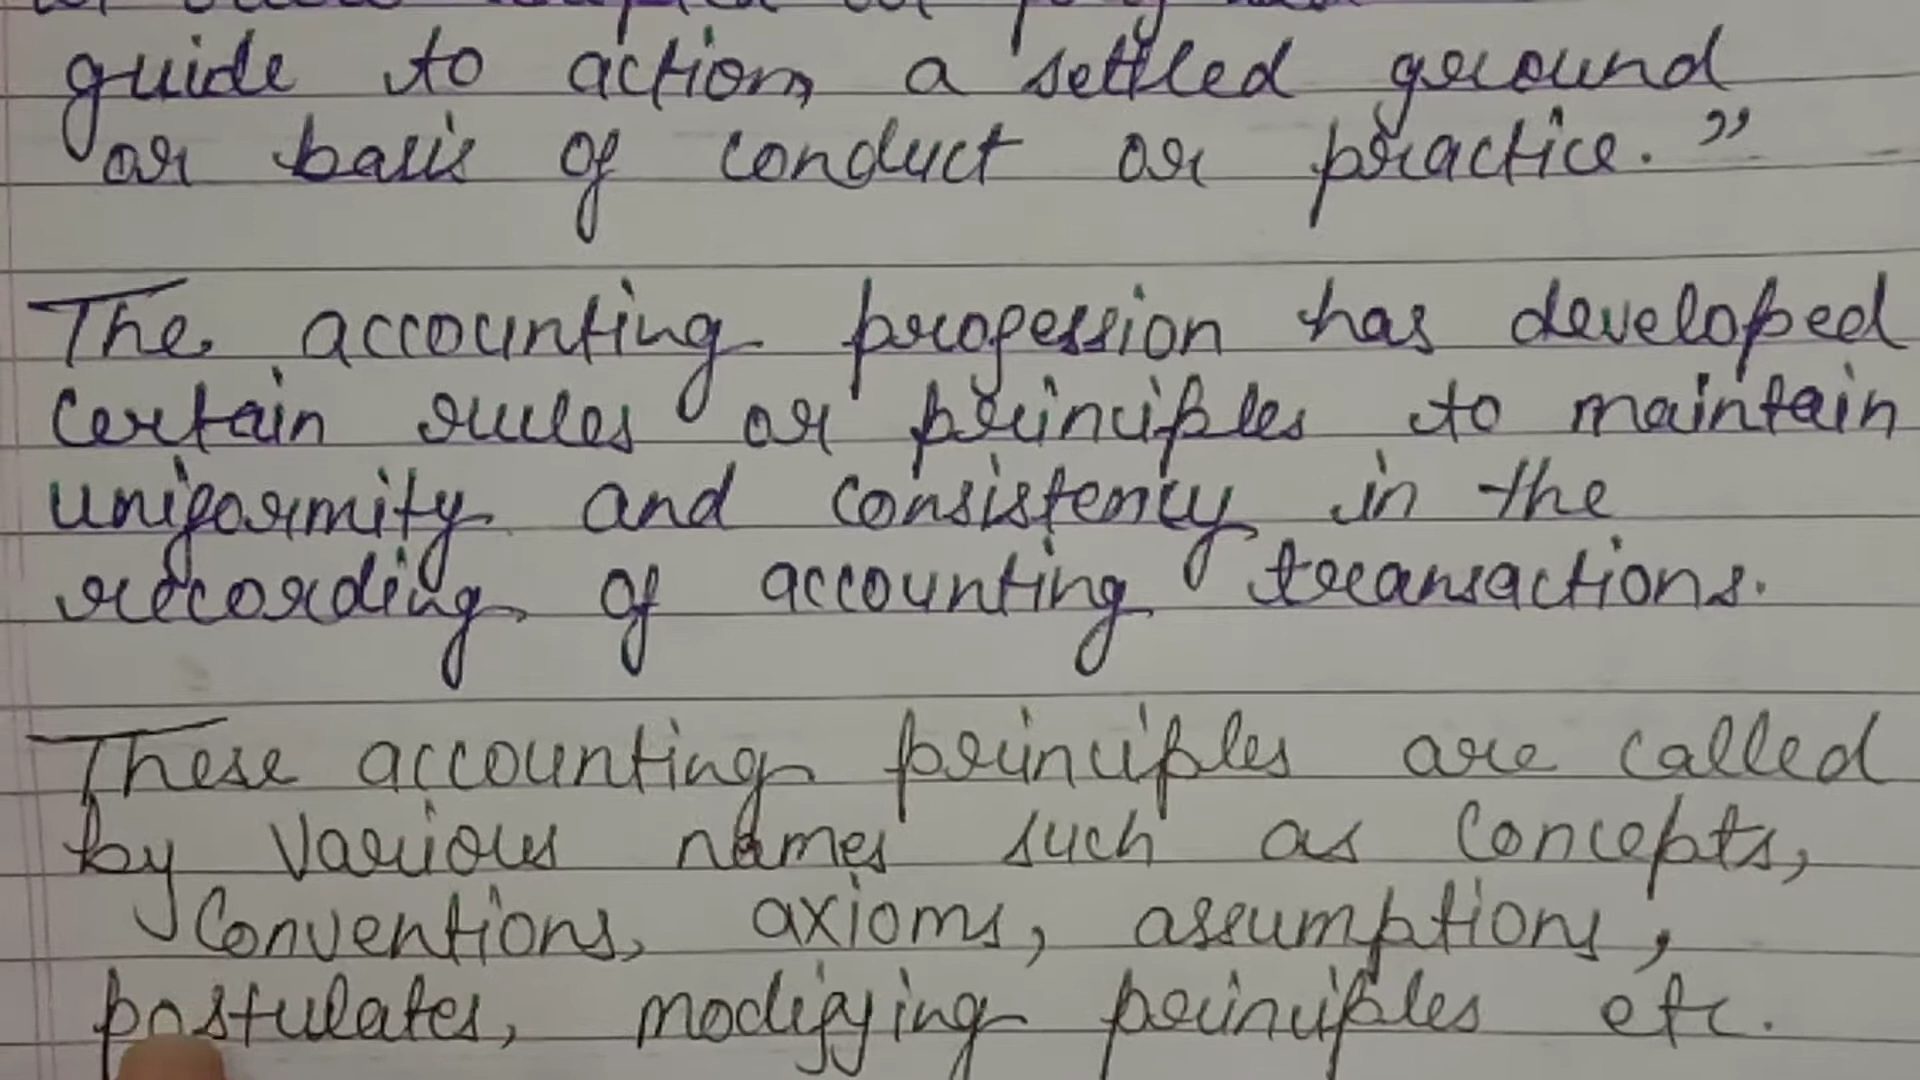 guide to action, a settled ground
or basis of conduct or practice.”
The accounting profession has developed
certain rules or principles to maintain
uniformity and consistency in the
recording of accounting transactions.
These accounting principles are called
by various names such as concepts,
Conventions, axioms, assumptions,
postulates, modifying principles etc.